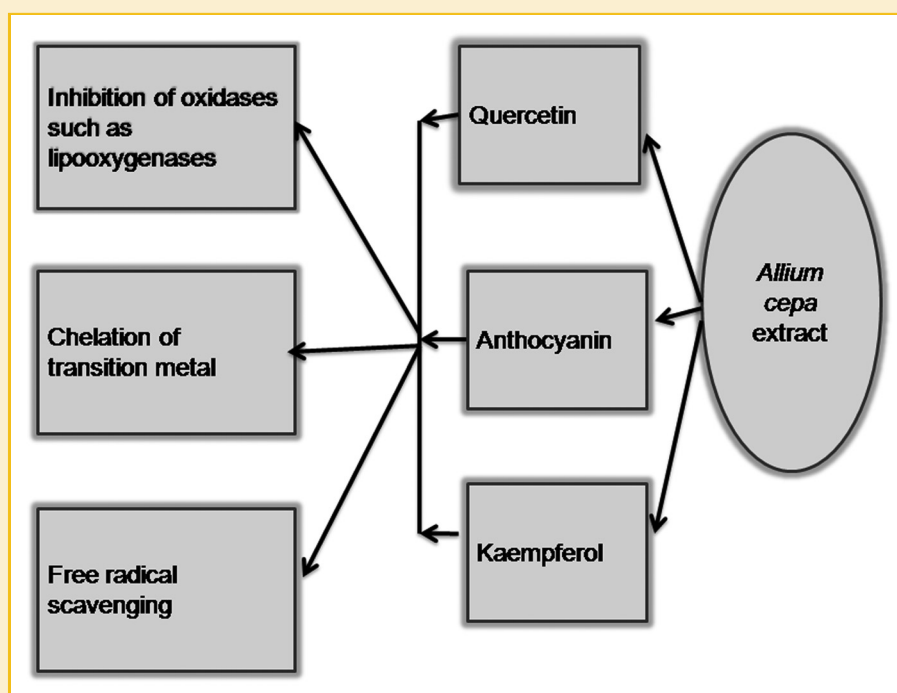 Inhibition of oxidases
such as
lipooxygenases
Quercetin
Allium
cepa
extract
Chelation of
transition metal
Anthocyanin
Free radical
scavenging
Kaempferol